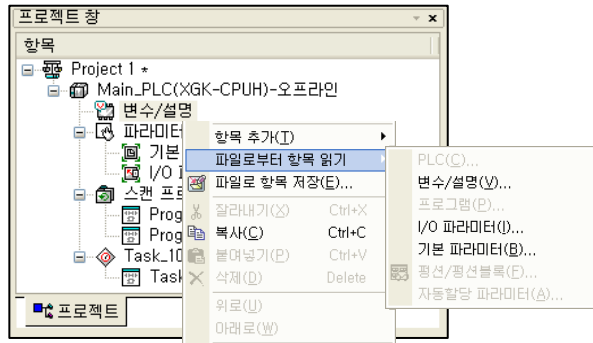 프로젝트 창
항목
Project 1 *
Main_PLC(XGK-CPUH)-오프라인
변수/설명
파라미터
기본
I/O
스캔 프로
Prog
Prog
Task_10
Task
프로젝트
항목 추가(T)
파일로부터 항목 읽기
파일로 항목 저장(E)...
잘라내기(X) Ctrl+X
복사(C) Ctrl+C
붙여넣기(P) Ctrl+V
삭제(D) Delete
위로(U)
아래로(W)
PLC(C)...
변수/설명(V)...
프로그램(P)...
I/O 파라미터(I)...
기본 파라미터(B)...
펑션/펑션블록(F)...
자동할당 파라미터(A)...